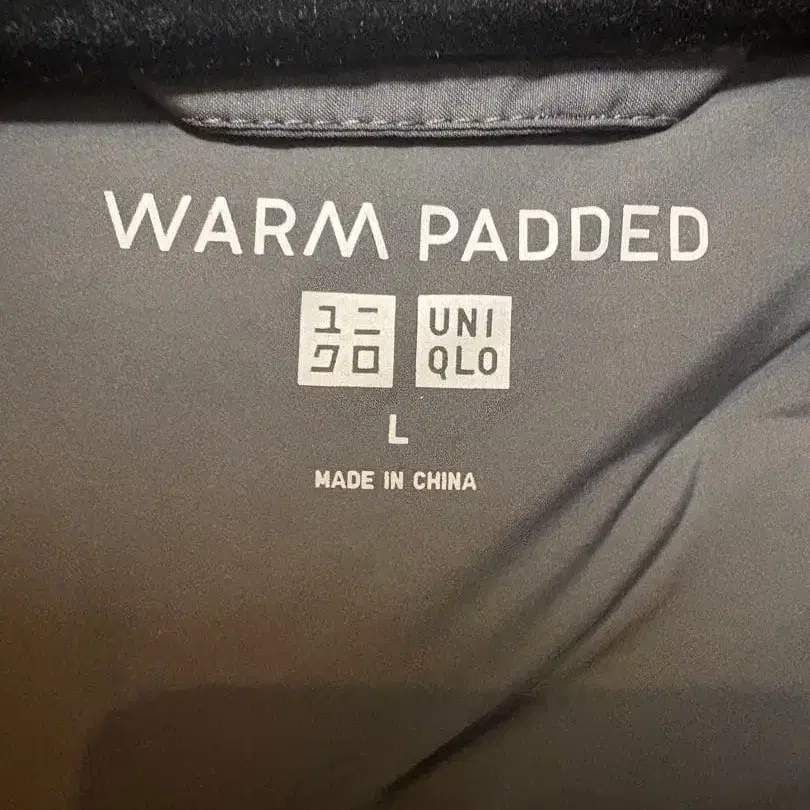 WARM PADDED
ユニ UNI
クロ QLO
L
MADE IN CHINA